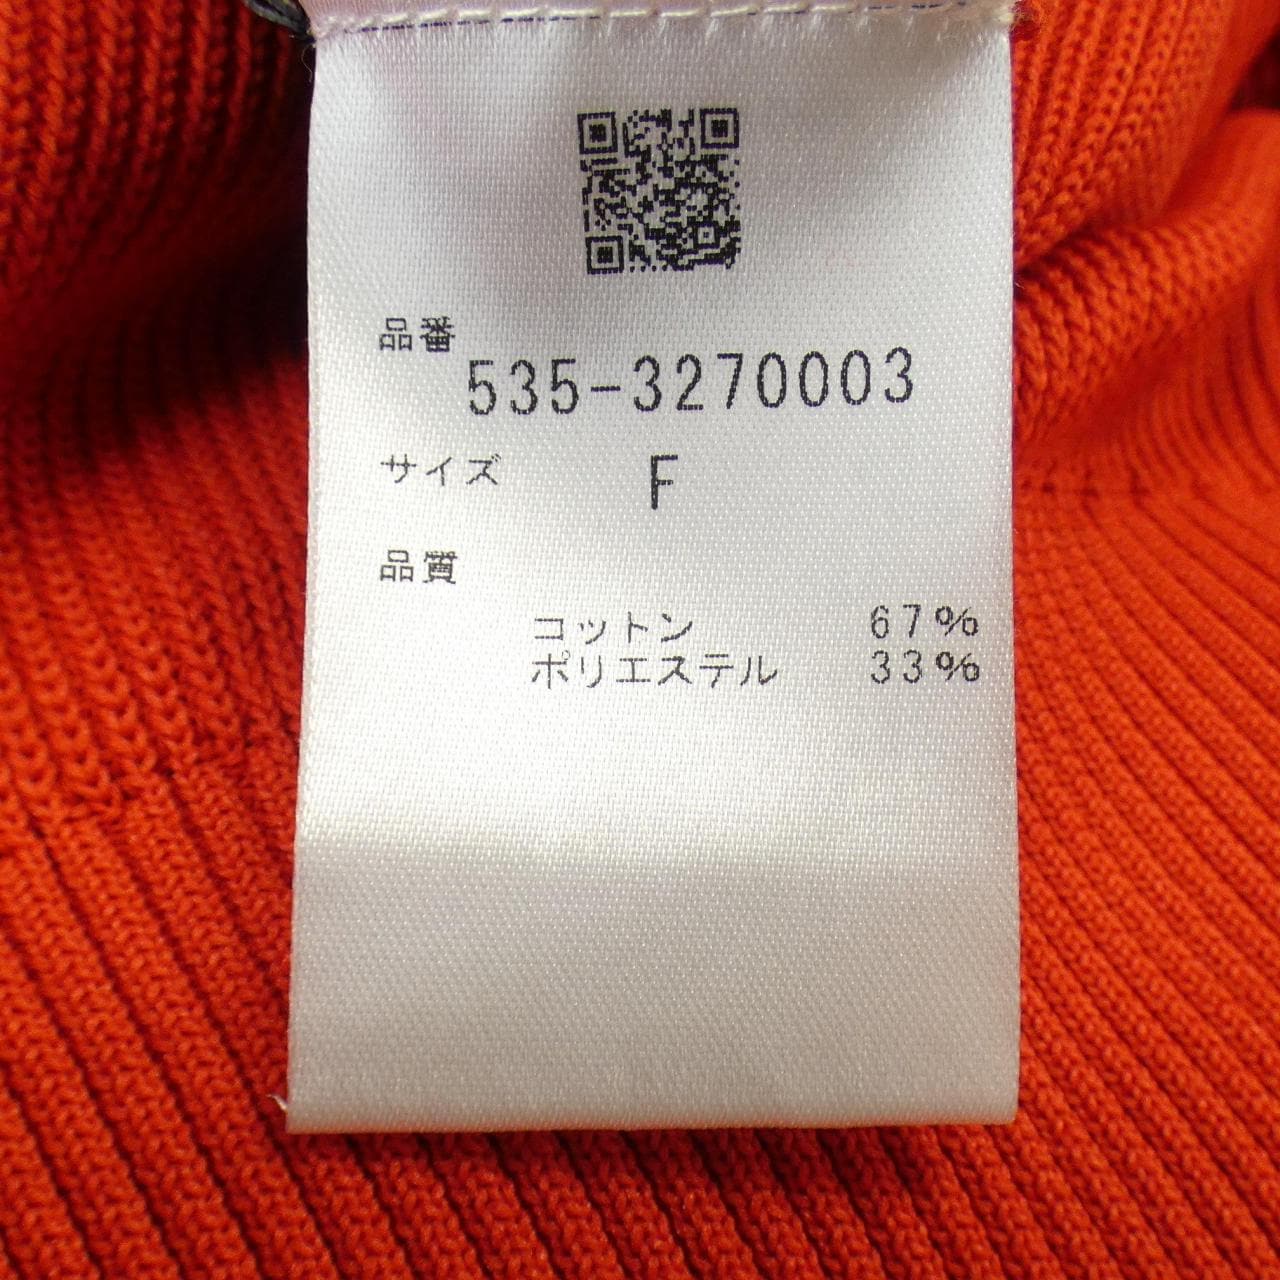 品番
535-3270003
サイズ F
品質
コットン 67%
ポリエステル 33%